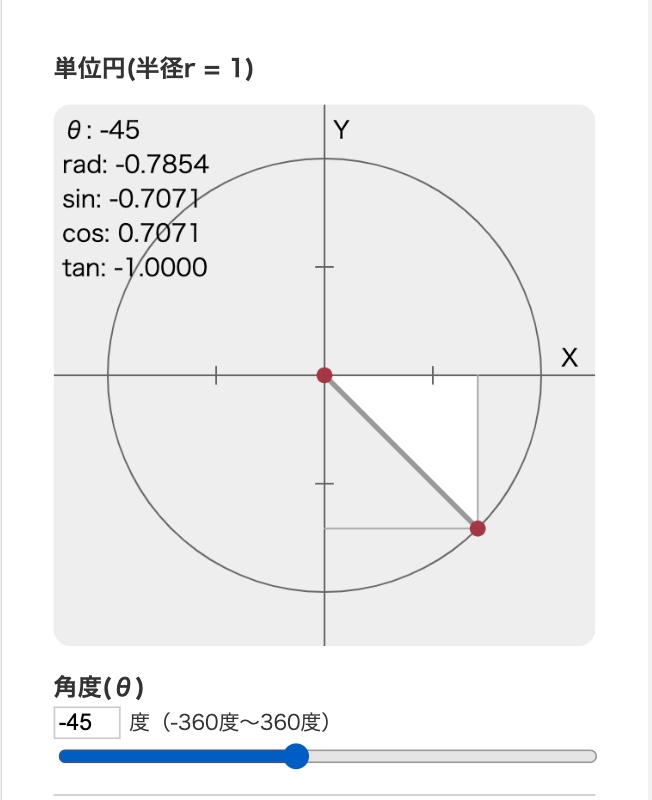 単位円(半径r = 1)
θ: -45
Y
rad: -0.7854
sin: -0.7071
cos: 0.7071
tan: -1.0000
X
角度(θ)
-45 度（-360度〜360度）